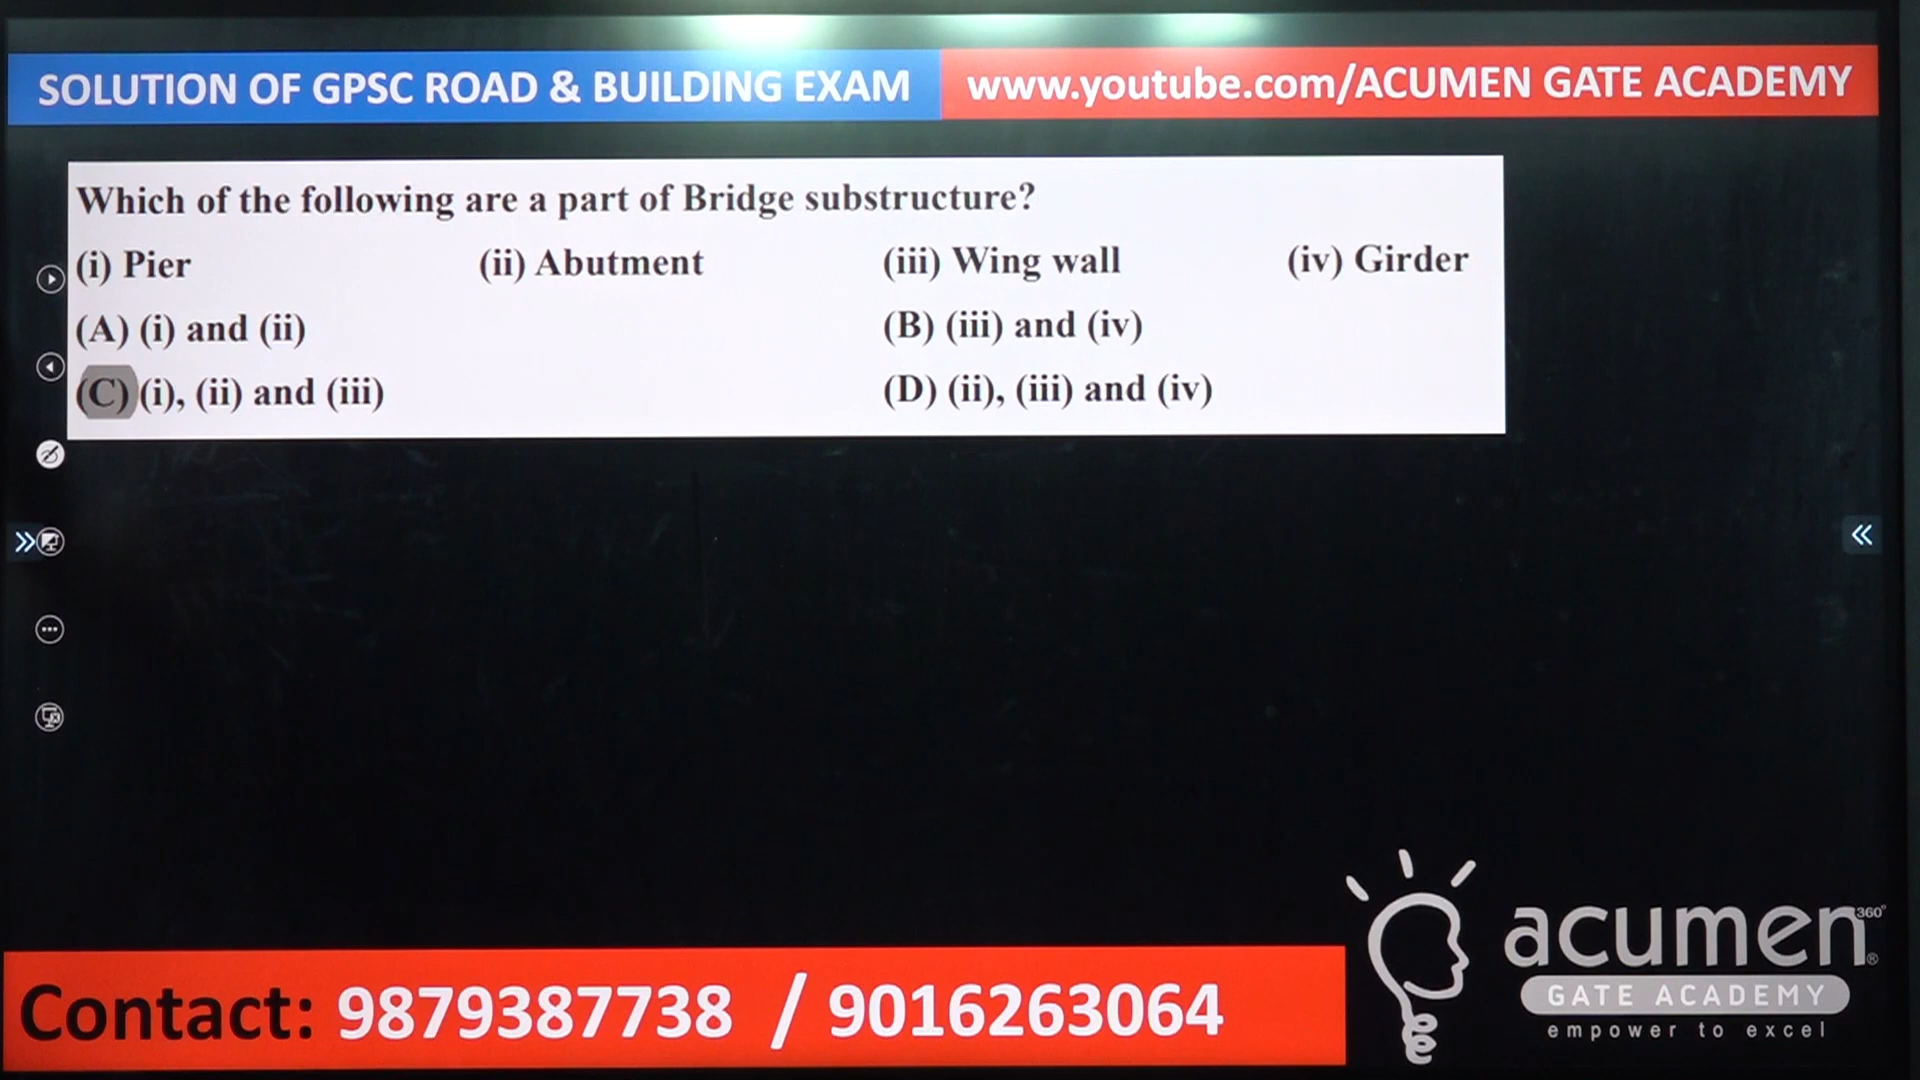 SOLUTION OF GPSC ROAD & BUILDING EXAM www.youtube.com/ACUMEN GATE ACADEMY
Which of the following are a part of Bridge substructure?
(i) Pier (ii) Abutment (iii) Wing wall (iv) Girder
(A) (i) and (ii) (B) (iii) and (iv)
(C) (i), (ii) and (iii) (D) (ii), (iii) and (iv)
acumen 360° ®
GATE ACADEMY
empower to excel
Contact: 9879387738 / 9016263064